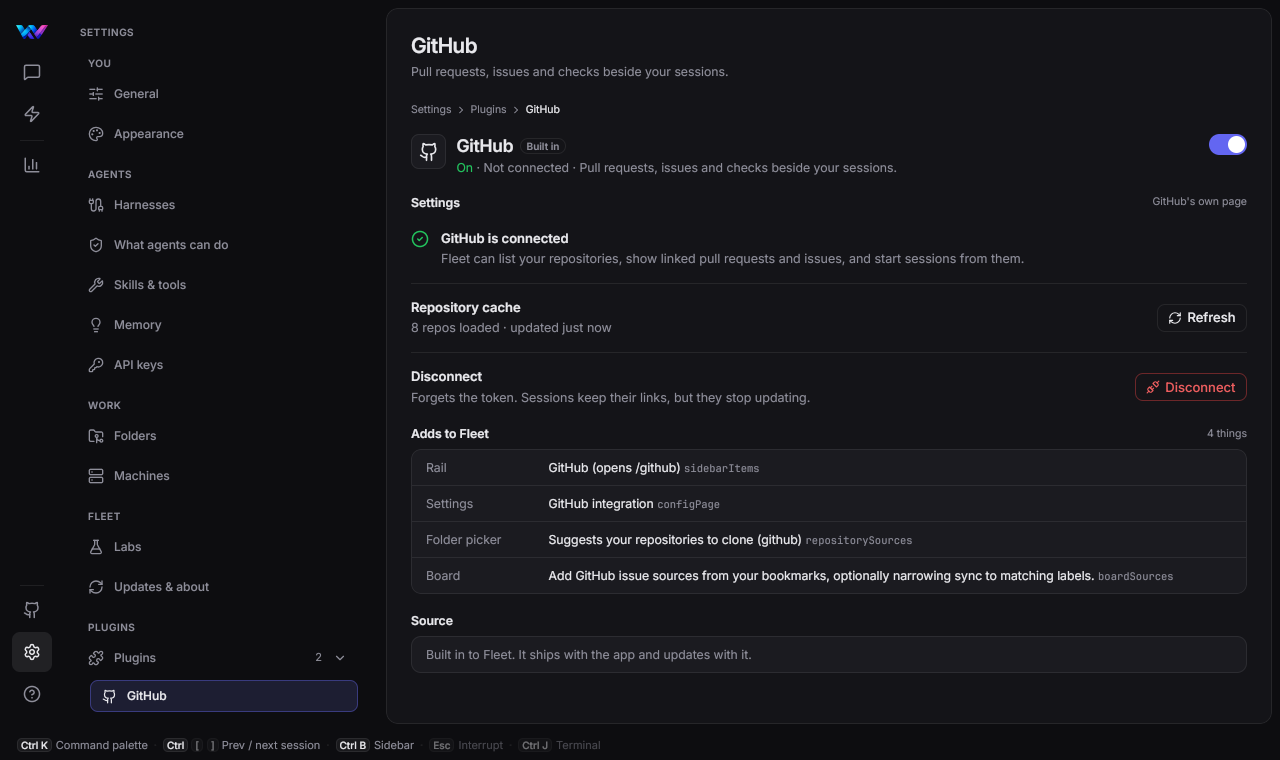 SETTINGS
YOU
General
Appearance
AGENTS
Harnesses
What agents can do
Skills & tools
Memory
API keys
WORK
Folders
Machines
FLEET
Labs
Updates & about
PLUGINS
Plugins 2
GitHub
GitHub
Pull requests, issues and checks beside your sessions.
Settings > Plugins > GitHub
GitHub Built in
On · Not connected · Pull requests, issues and checks beside your sessions.
Settings GitHub's own page
GitHub is connected
Fleet can list your repositories, show linked pull requests and issues, and start sessions from them.
Repository cache
8 repos loaded · updated just now
Refresh
Disconnect
Forgets the token. Sessions keep their links, but they stop updating.
Disconnect
Adds to Fleet 4 things
Rail GitHub (opens /github) sidebarItems
Settings GitHub integration configPage
Folder picker Suggests your repositories to clone (github) repositorySources
Board Add GitHub issue sources from your bookmarks, optionally narrowing sync to matching labels. boardSources
Source
Built in to Fleet. It ships with the app and updates with it.
Ctrl K Command palette · Ctrl [ ] Prev / next session · Ctrl B Sidebar · Esc Interrupt · Ctrl J Terminal